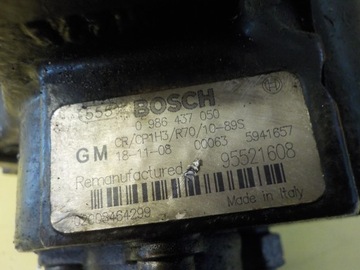 555
BOSCH
0 986 437 050
CR/CP1H3/R70/10-89S
GM 18-11-08 00063 5941657
Remanufactured 95521608
Made in Italy